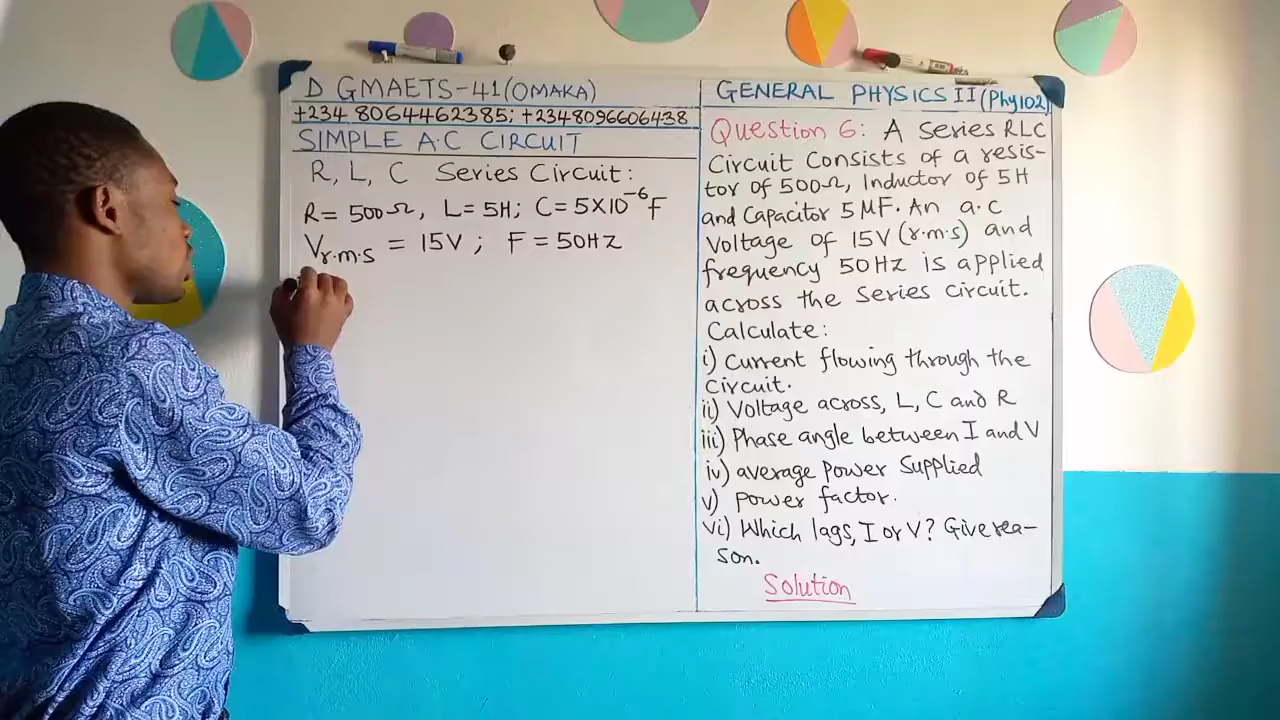 D GMAETS-41(OMAKA)
+234 8064462385; +2348096606438
SIMPLE A.C CIRCUIT
R, L, C Series Circuit:
R = 500Ω, L = 5H; C = 5X10⁻⁶F
Vr.m.s = 15V ; F = 50HZ
GENERAL PHYSICS II (Phy102)
Question 6: A Series RLC
Circuit Consists of a resis-
tor of 500Ω, Inductor of 5H
and Capacitor 5MF. An a.c
Voltage of 15V (r.m.s) and
frequency 50HZ is applied
across the Series circuit.
Calculate:
i) Current flowing through the
circuit.
ii) Voltage across, L, C and R
iii) Phase angle between I and V
iv) average power Supplied
v) power factor.
vi) Which lags, I or V? Give rea-
son.
Solution